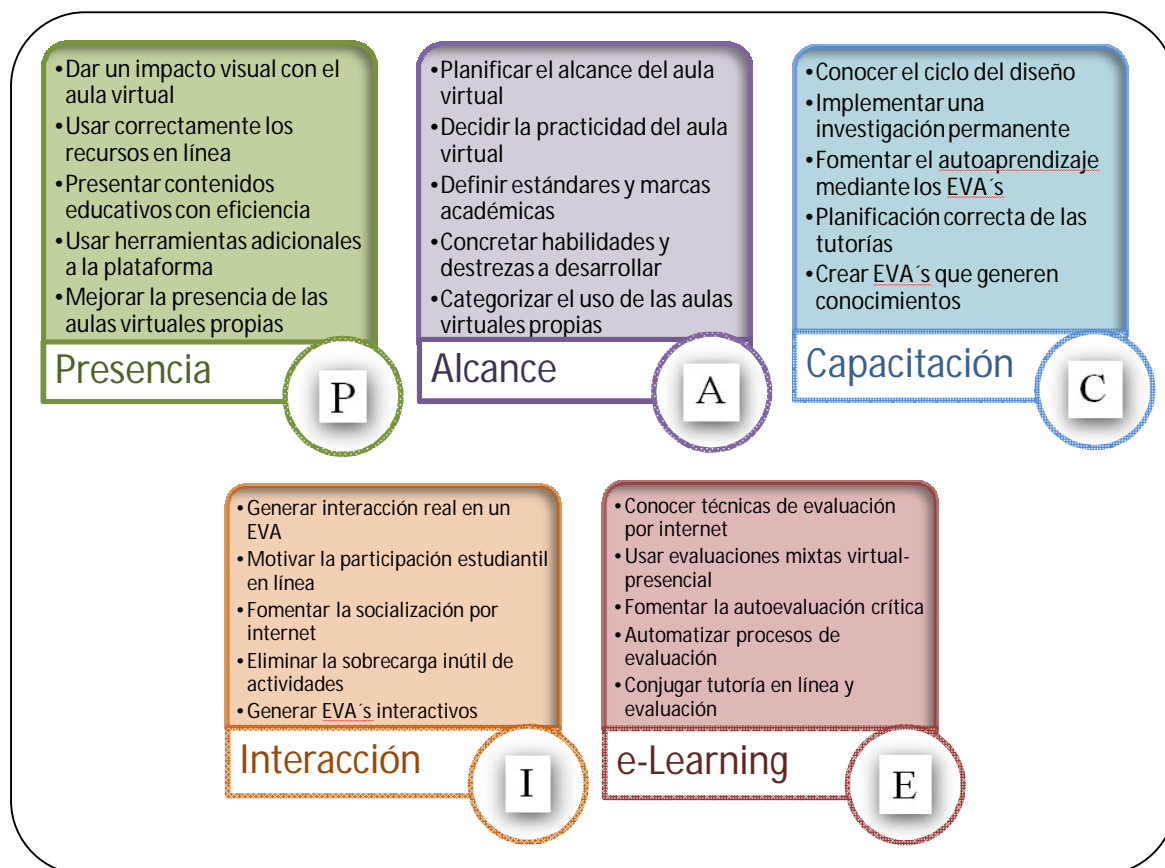 •Dar un impacto visual con el
aula virtual
•Usar correctamente los
recursos en línea
•Presentar contenidos
educativos con eficiencia
•Usar herramientas adicionales
a la plataforma
•Mejorar la presencia de las
aulas virtuales propias
Presencia
P
•Planificar el alcance del aula
virtual
•Decidir la practicidad del aula
virtual
•Definir estándares y marcas
académicas
•Concretar habilidades y
destrezas a desarrollar
•Categorizar el uso de las aulas
virtuales propias
Alcance
A
•Conocer el ciclo del diseño
•Implementar una
investigación permanente
•Fomentar el autoaprendizaje
mediante los EVA´s
•Planificación correcta de las
tutorías
•Crear EVA´s que generen
conocimientos
Capacitación
C
•Generar interacción real en un
EVA
•Motivar la participación estudiantil
en línea
•Fomentar la socialización por
internet
•Eliminar la sobrecarga inútil de
actividades
•Generar EVA´s interactivos
Interacción
I
•Conocer técnicas de evaluación
por internet
•Usar evaluaciones mixtas virtual-
presencial
•Fomentar la autoevaluación crítica
•Automatizar procesos de
evaluación
•Conjugar tutoría en línea y
evaluación
e-Learning
E